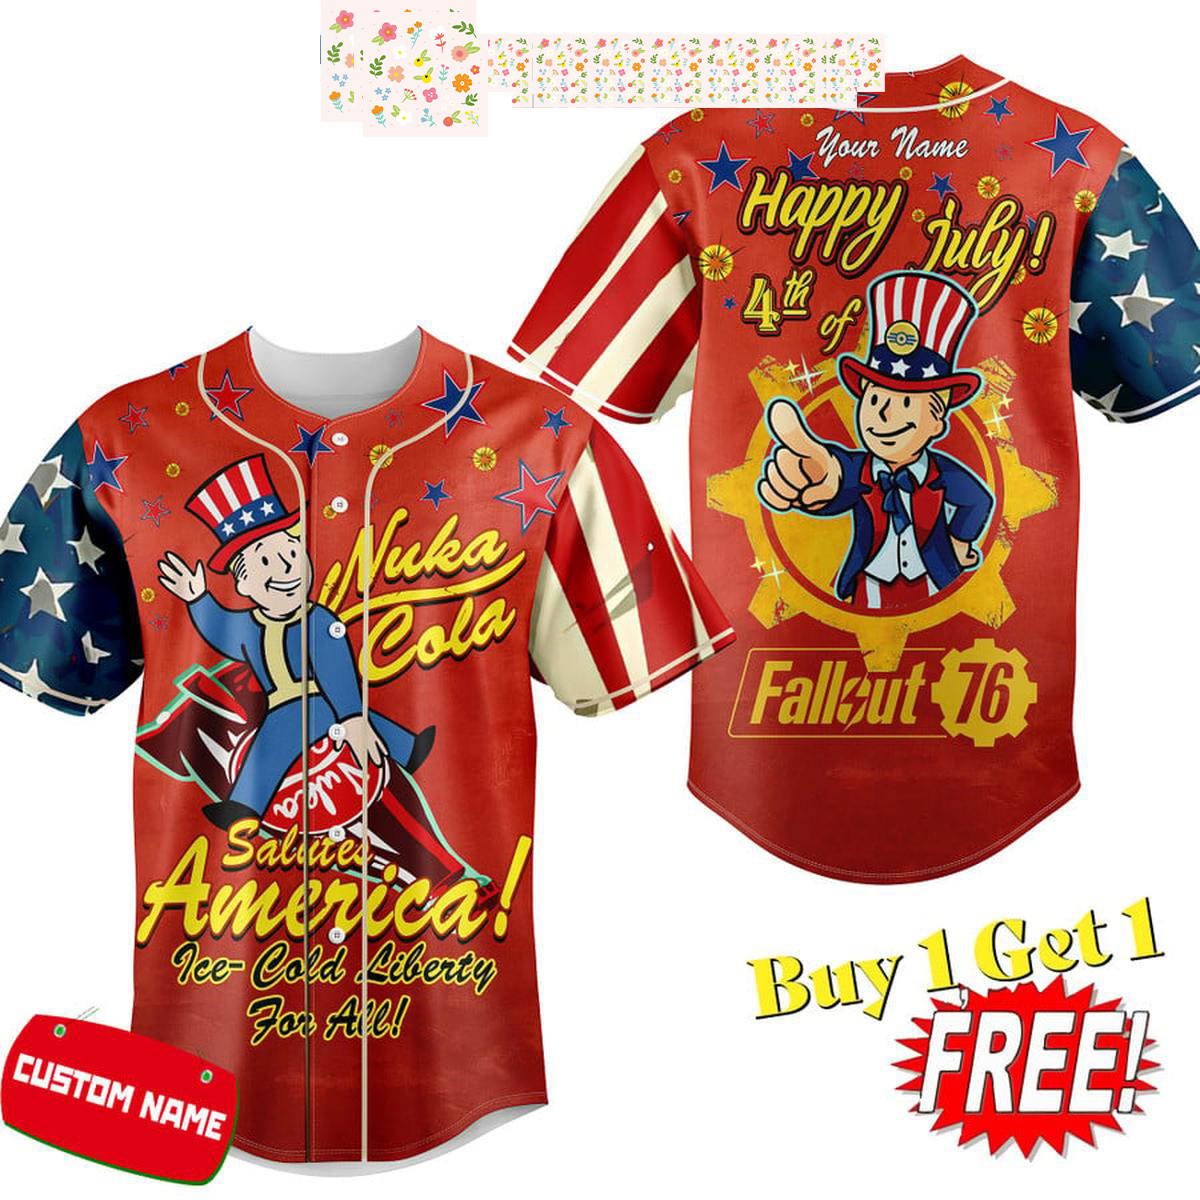 Your Name
Happy
4th of July!
Fallout 76
Nuka
Cola
Nuka
Salutes
America!
Ice-Cold Liberty
For All!
CUSTOM NAME
Buy 1 Get 1
FREE!